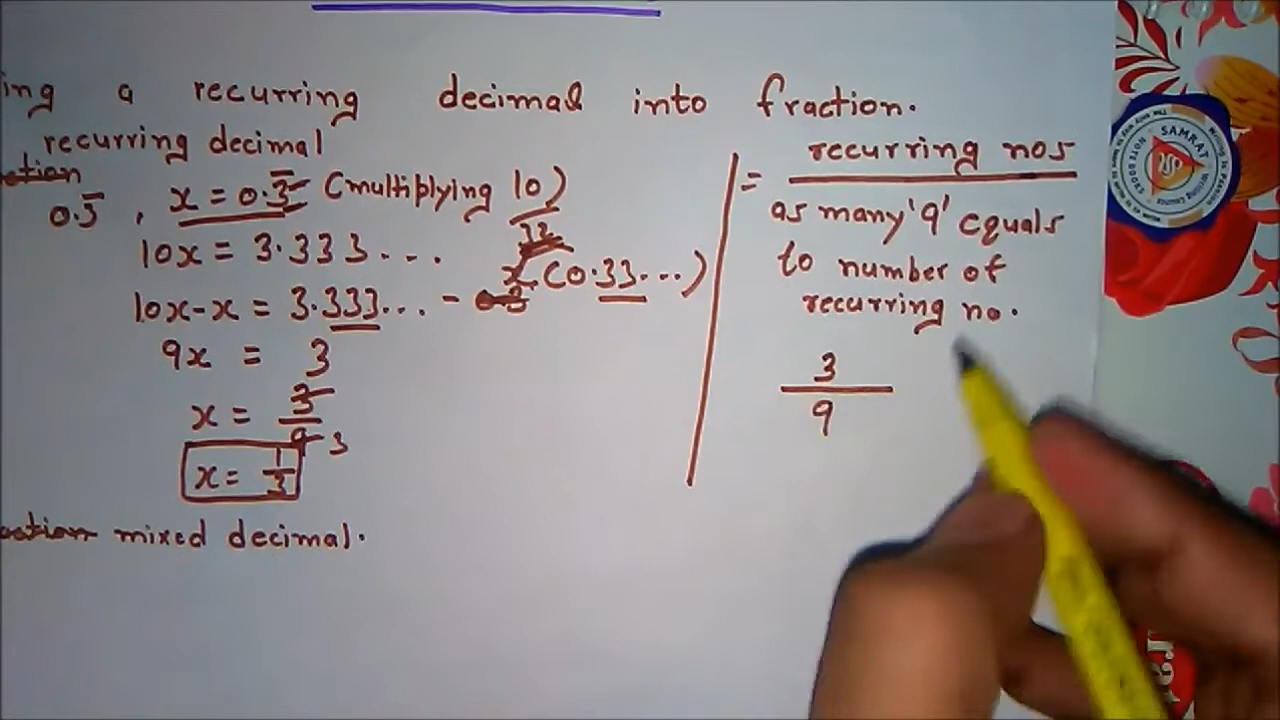 ing a recurring decimal into fraction.
recurring decimal
0.3̅ , x = 0.3̅ (multiplying 10)
10x = 3.333...
10x-x = 3.333... - x (0.33...)
9x = 3
x = 3/9 3
x = 1/3
mixed decimal.
= recurring nos
as many '9' equals
to number of
recurring no.
3
9
SAMRAT